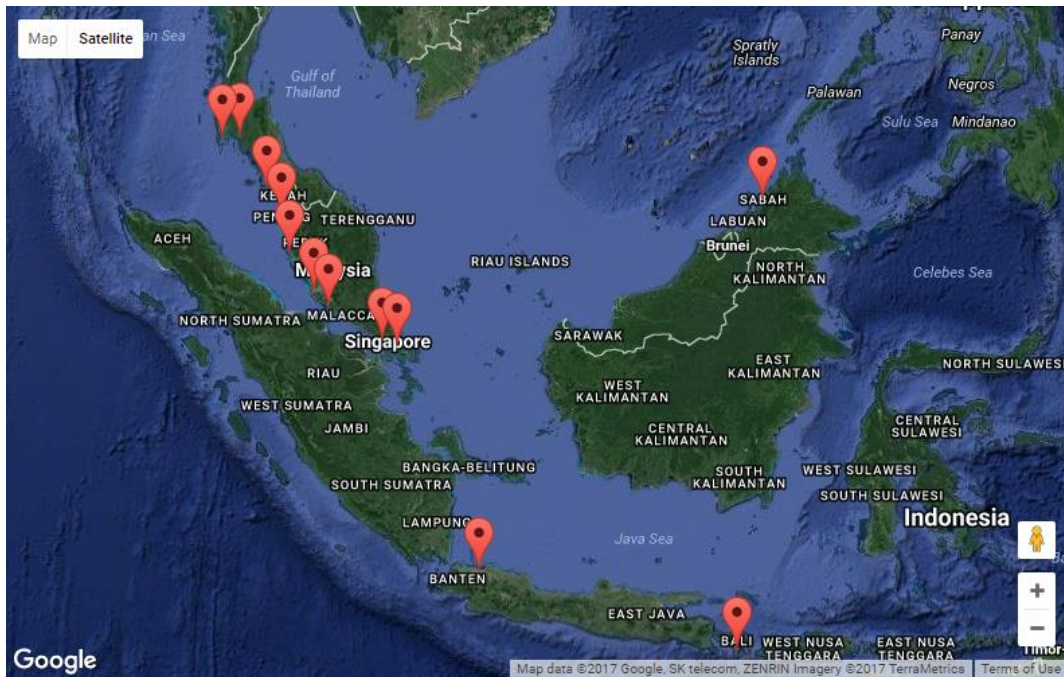 Map Satellite
Gulf of
Thailand
Spratly
Islands
Panay
Palawan
Negros
Sulu Sea
Mindanao
SABAH
LABUAN
Brunei
TERENGGANU
ACEH
RIAU ISLANDS
NORTH
KALIMANTAN
Celebes Sea
MALACCA
NORTH SUMATRA
Singapore
SARAWAK
RIAU
EAST
KALIMANTAN
NORTH SULAWESI
WEST
KALIMANTAN
WEST SUMATRA
JAMBI
CENTRAL
KALIMANTAN
CENTRAL
SULAWESI
BANGKA-BELITUNG
SOUTH SUMATRA
SOUTH
KALIMANTAN
WEST SULAWESI
SOUTH SULAWESI
LAMPUNG
Indonesia
Java Sea
BANTEN
EAST JAVA
BALI
WEST NUSA
TENGGARA
EAST NUSA
TENGGARA
Google
Map data ©2017 Google, SK telecom, ZENRIN Imagery ©2017 TerraMetrics
Terms of Use